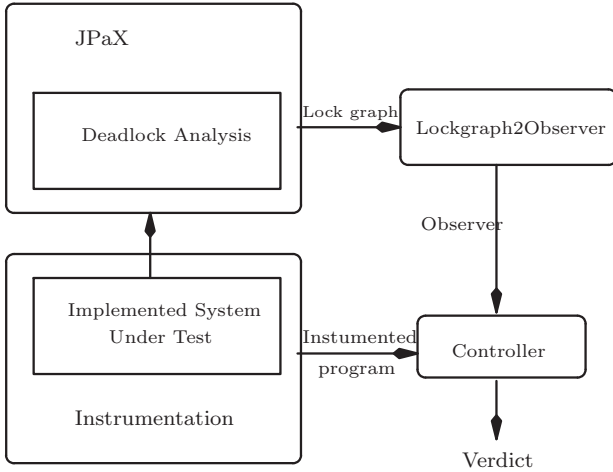 JPaX
Deadlock Analysis
Lock graph
Lockgraph2Observer
Observer
Implemented System
Under Test
Instumented
program
Controller
Instrumentation
Verdict